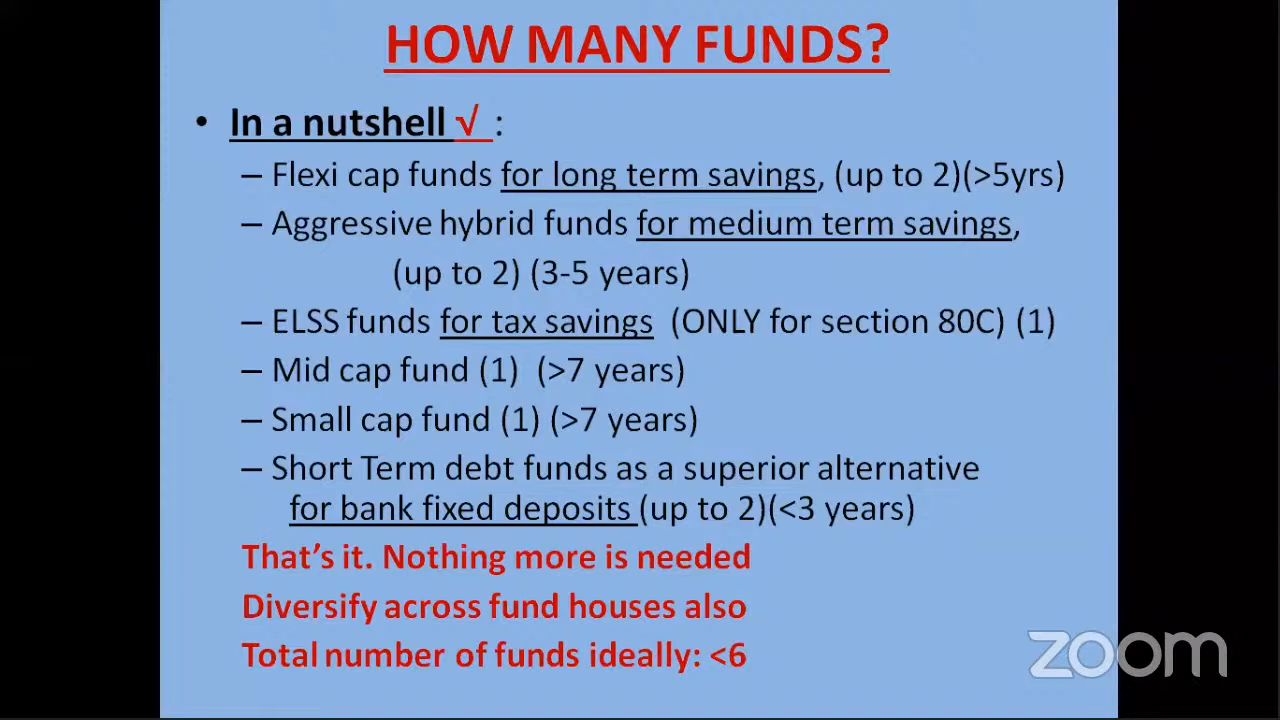 HOW MANY FUNDS?
• In a nutshell √ :
– Flexi cap funds for long term savings, (up to 2)(>5yrs)
– Aggressive hybrid funds for medium term savings,
(up to 2) (3-5 years)
– ELSS funds for tax savings (ONLY for section 80C) (1)
– Mid cap fund (1) (>7 years)
– Small cap fund (1) (>7 years)
– Short Term debt funds as a superior alternative
for bank fixed deposits (up to 2)(<3 years)
That's it. Nothing more is needed
Diversify across fund houses also
Total number of funds ideally: <6
zoom